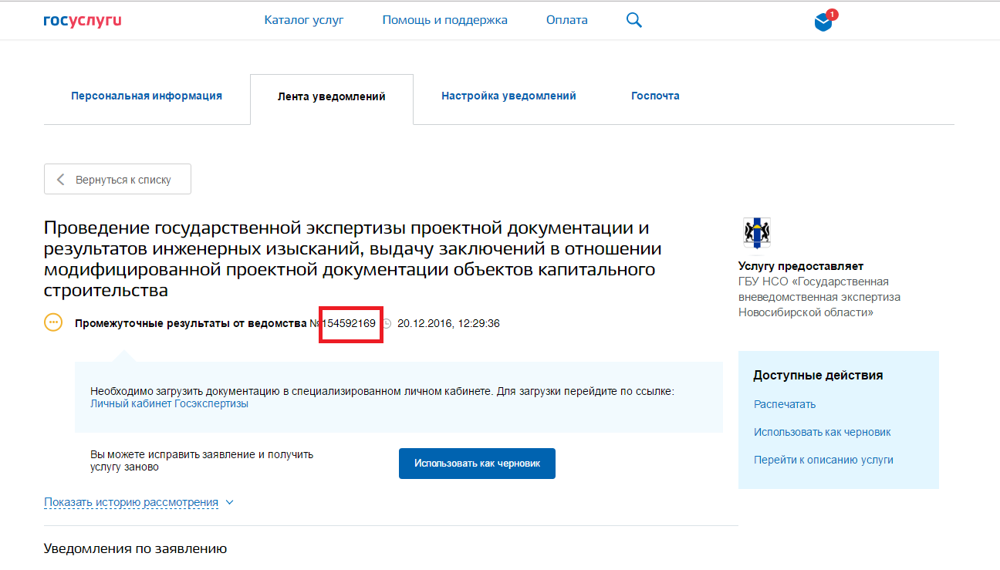 госуслуги
Каталог услуг
Помощь и поддержка
Оплата
1
Персональная информация
Лента уведомлений
Настройка уведомлений
Госпочта
Вернуться к списку
Проведение государственной экспертизы проектной документации и
результатов инженерных изысканий, выдачу заключений в отношении
модифицированной проектной документации объектов капитального
строительства
Промежуточные результаты от ведомства №154592169 20.12.2016, 12:29:36
Необходимо загрузить документацию в специализированном личном кабинете. Для загрузки перейдите по ссылке:
Личный кабинет Госэкспертизы
Вы можете исправить заявление и получить
услугу заново
Использовать как черновик
Показать историю рассмотрения
Уведомления по заявлению
Услугу предоставляет
ГБУ НСО «Государственная
вневедомственная экспертиза
Новосибирской области»
Доступные действия
Распечатать
Использовать как черновик
Перейти к описанию услуги